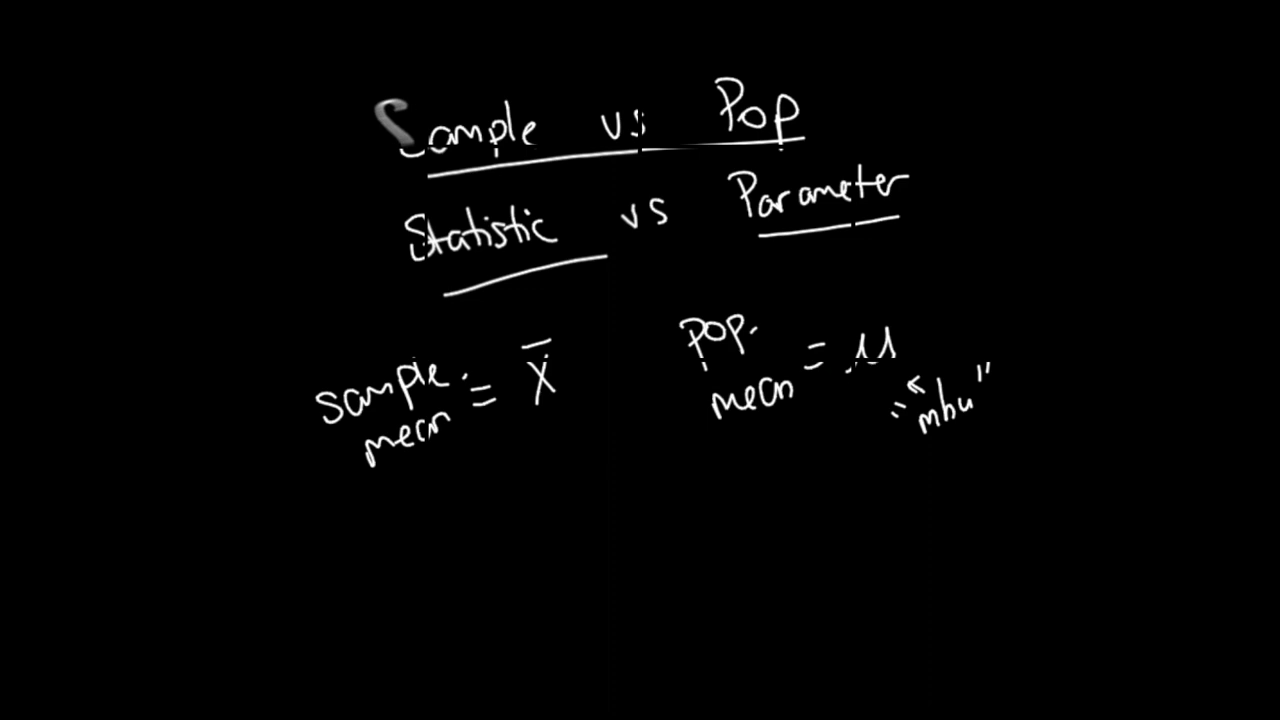 Sample vs Pop
Statistic vs Parameter
sample mean = X̄
pop. mean = μ
= "mhu"